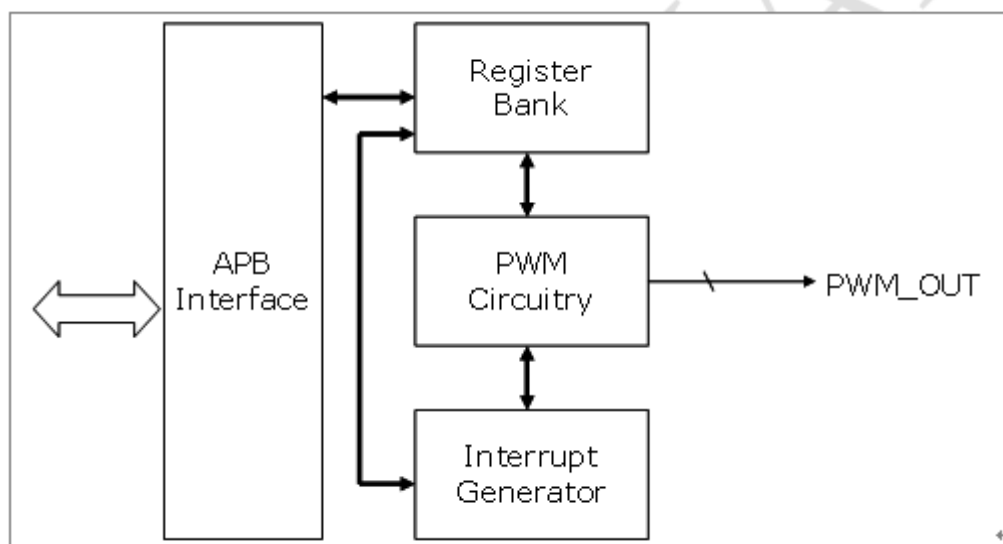 Register
Bank
APB
Interface
PWM
Circuitry
PWM_OUT
Interrupt
Generator